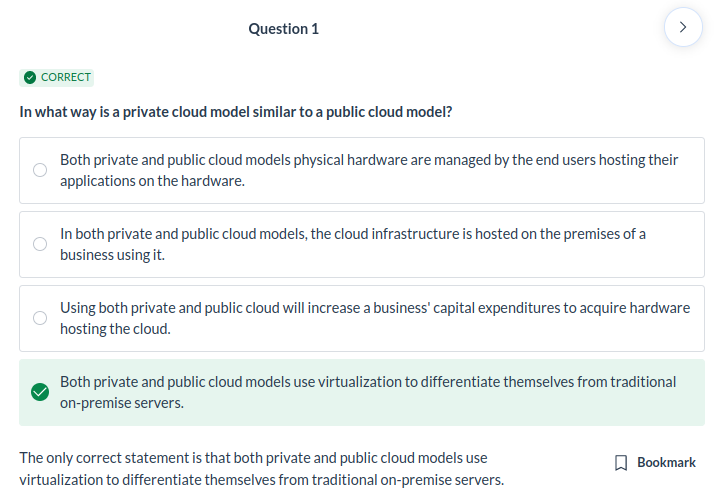 Question 1
CORRECT
In what way is a private cloud model similar to a public cloud model?
Both private and public cloud models physical hardware are managed by the end users hosting their
applications on the hardware.
In both private and public cloud models, the cloud infrastructure is hosted on the premises of a
business using it.
Using both private and public cloud will increase a business' capital expenditures to acquire hardware
hosting the cloud.
Both private and public cloud models use virtualization to differentiate themselves from traditional
on-premise servers.
The only correct statement is that both private and public cloud models use
virtualization to differentiate themselves from traditional on-premise servers.
Bookmark